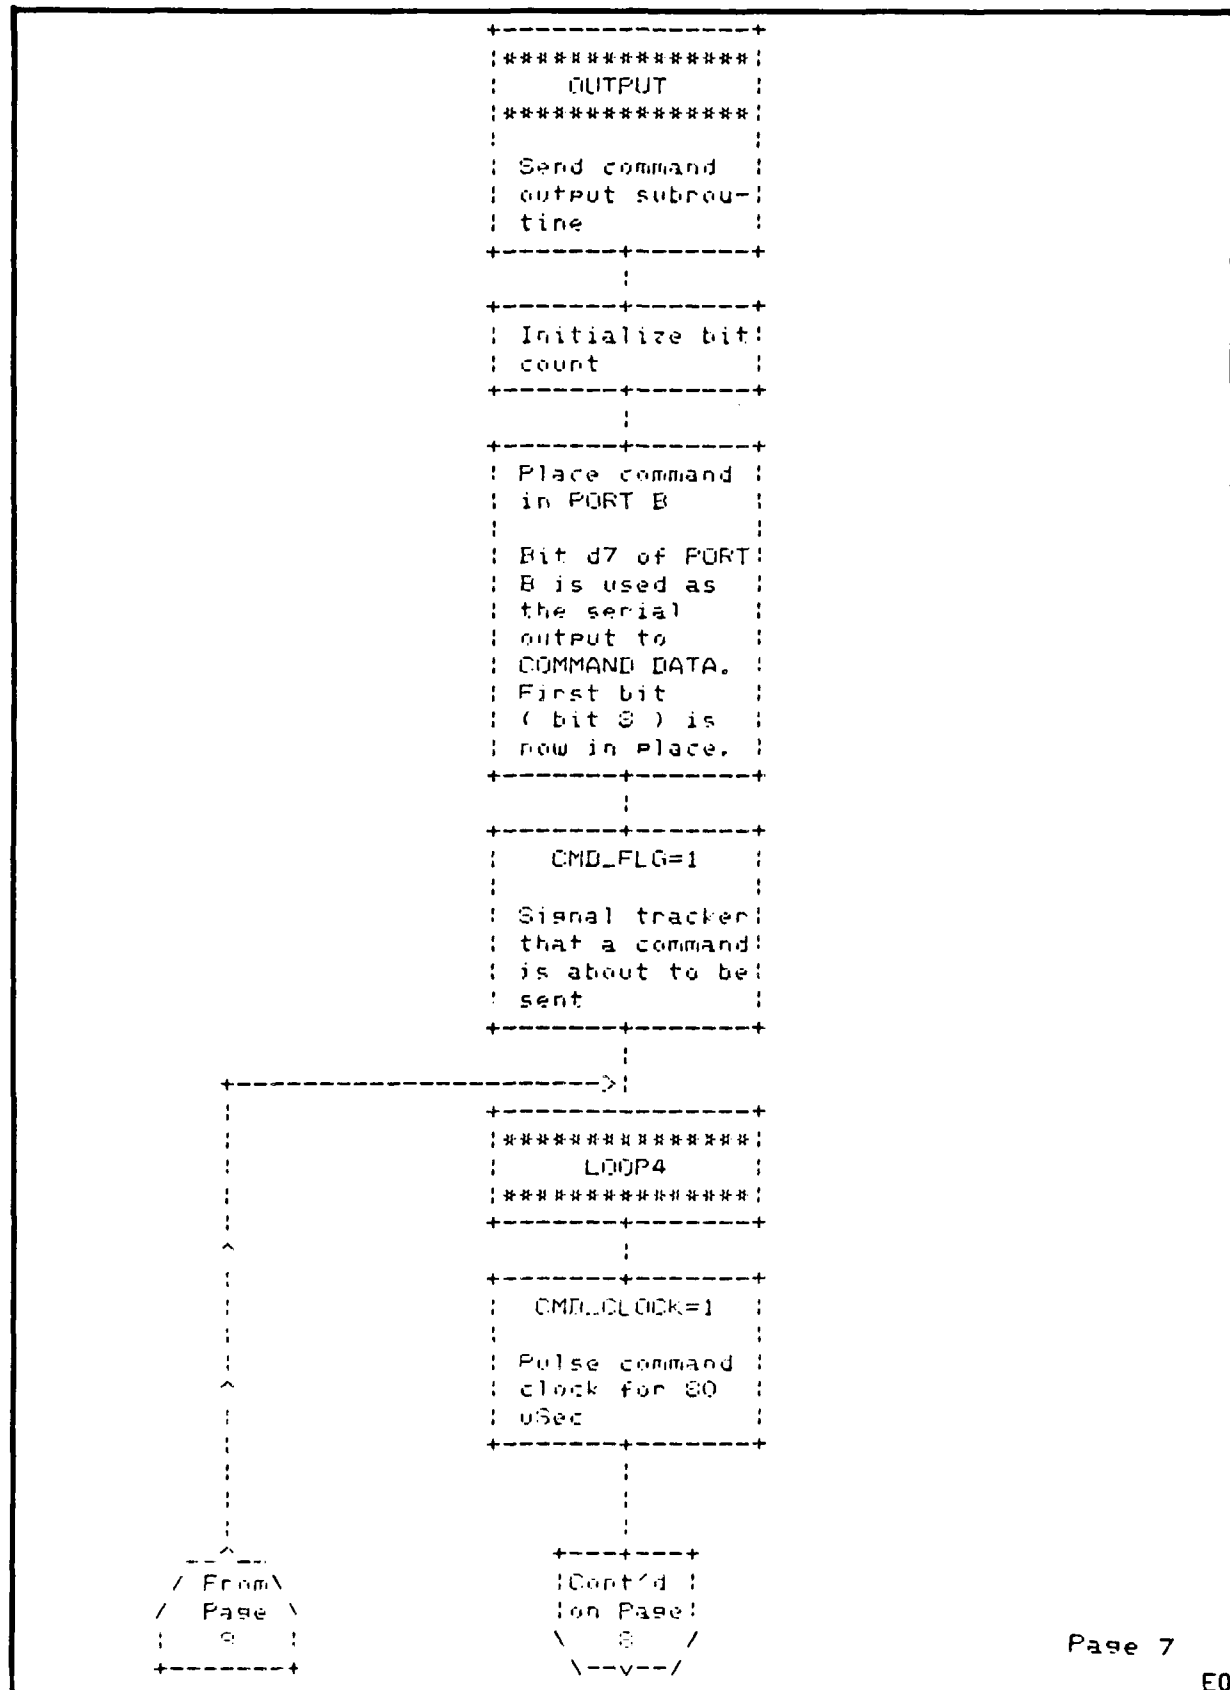 ***************
OUTPUT
***************
Send command
output subrou-
tine
Initialize bit
count
Place command
in PORT B
Bit d7 of PORT
B is used as
the serial
output to
COMMAND DATA.
First bit
( bit 8 ) is
now in place.
CMD_FLG=1
Signal tracker
that a command
is about to be
sent
***************
LOOP4
***************
CMD_CLOCK=1
Pulse command
clock for 80
uSec
From
Page
9
Cont'd
on Page
8
Page 7
EO